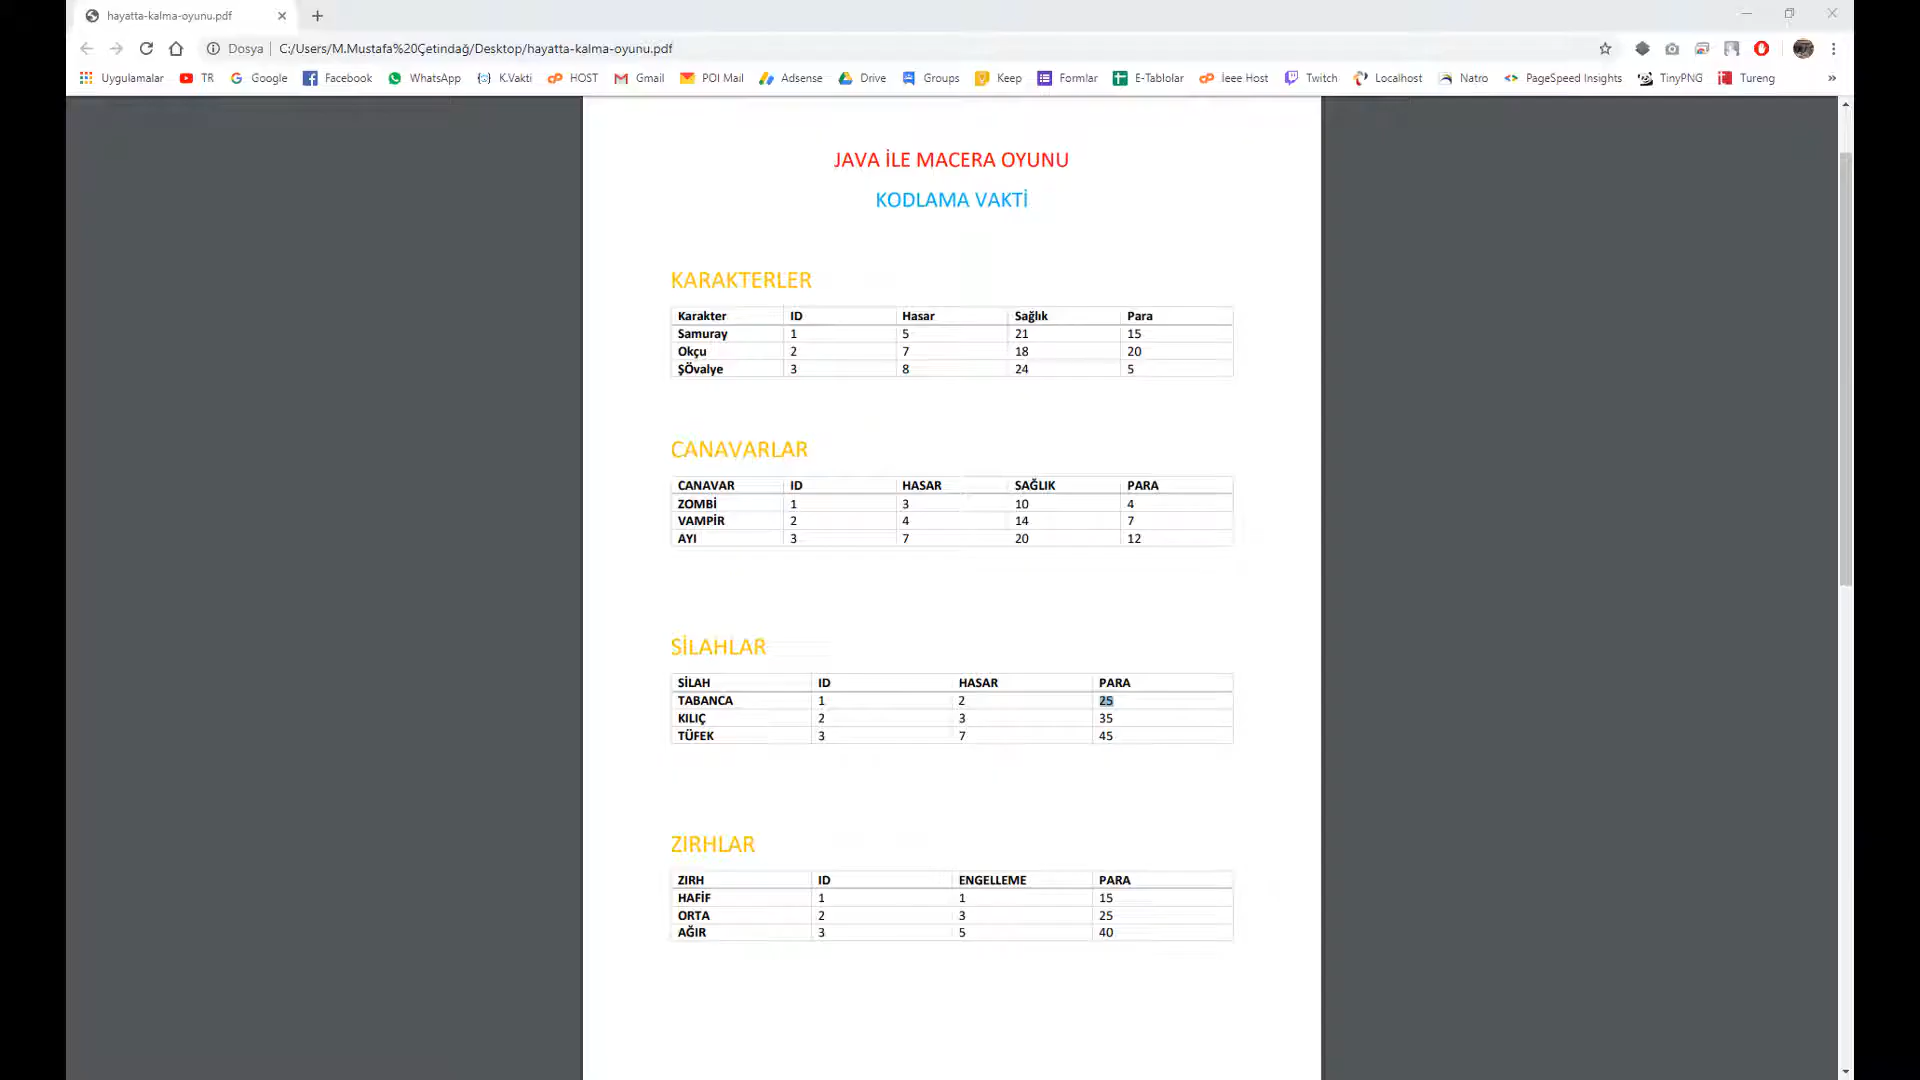 hayatta-kalma-oyunu.pdf
Dosya C:/Users/M.Mustafa%20Çetindağ/Desktop/hayatta-kalma-oyunu.pdf
Uygulamalar TR Google Facebook WhatsApp K.Vakti HOST Gmail POI Mail Adsense Drive Groups Keep Formlar E-Tablolar İeee Host Twitch Localhost Natro PageSpeed Insights TinyPNG Tureng
JAVA İLE MACERA OYUNU
KODLAMA VAKTİ
KARAKTERLER
Karakter ID Hasar Sağlık Para
Samuray 1 5 21 15
Okçu 2 7 18 20
ŞÖvalye 3 8 24 5
CANAVARLAR
CANAVAR ID HASAR SAĞLIK PARA
ZOMBİ 1 3 10 4
VAMPİR 2 4 14 7
AYI 3 7 20 12
SİLAHLAR
SİLAH ID HASAR PARA
TABANCA 1 2 25
KILIÇ 2 3 35
TÜFEK 3 7 45
ZIRHLAR
ZIRH ID ENGELLEME PARA
HAFİF 1 1 15
ORTA 2 3 25
AĞIR 3 5 40